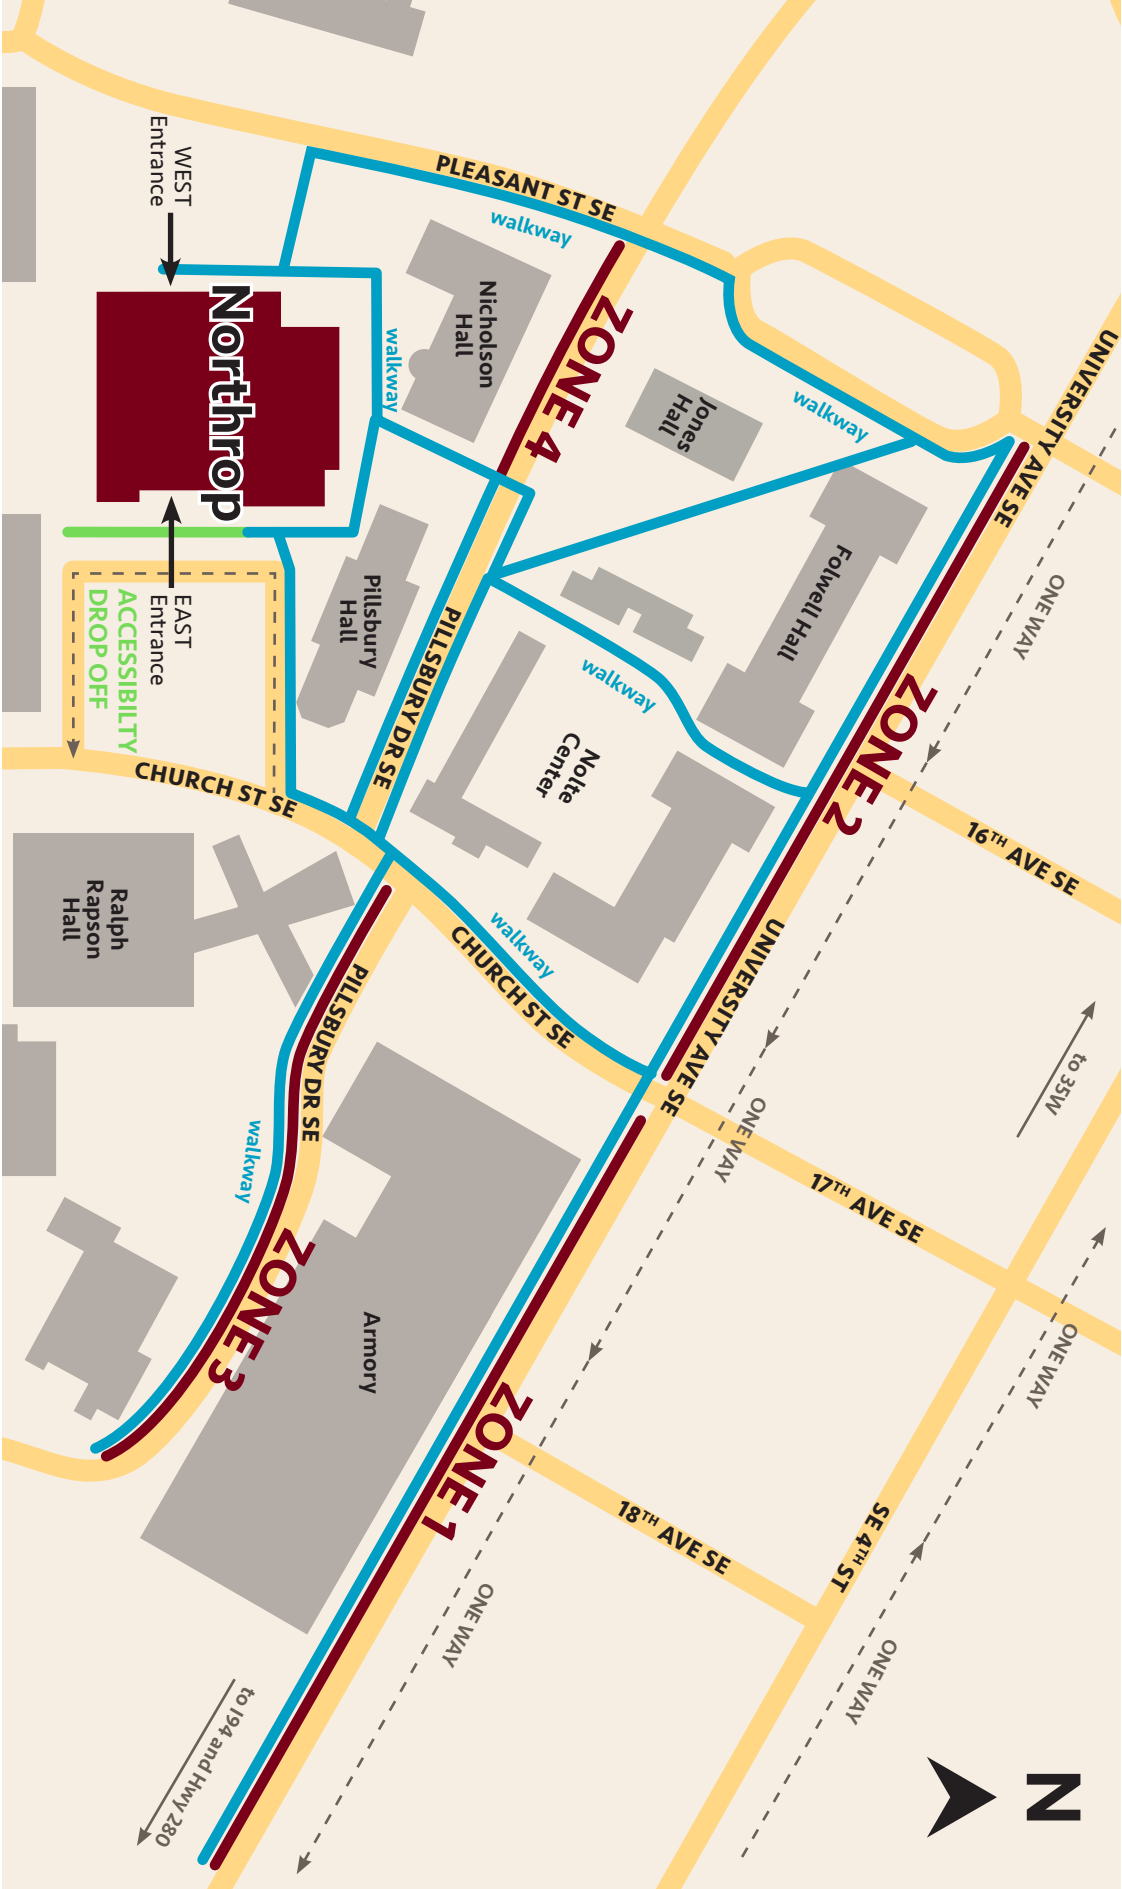 WEST
Entrance
Northrop
EAST
Entrance
ACCESSIBILTY
DROP OFF
PLEASANT ST SE
walkway
walkway
Nicholson
Hall
ZONE 4
Jones
Hall
walkway
UNIVERSITY AVE SE
ONE WAY
Folwell Hall
Pillsbury
Hall
PILLSBURY DR SE
walkway
Nolte
Center
ZONE 2
16TH AVE SE
CHURCH ST SE
Ralph
Rapson
Hall
walkway
CHURCH ST SE
UNIVERSITY AVE SE
to 35W
PILLSBURY DR SE
walkway
ONE WAY
17TH AVE SE
ZONE 3
Armory
ONE WAY
ZONE 1
18TH AVE SE
SE 4TH ST
ONE WAY
ONE WAY
to I94 and Hwy 280
N